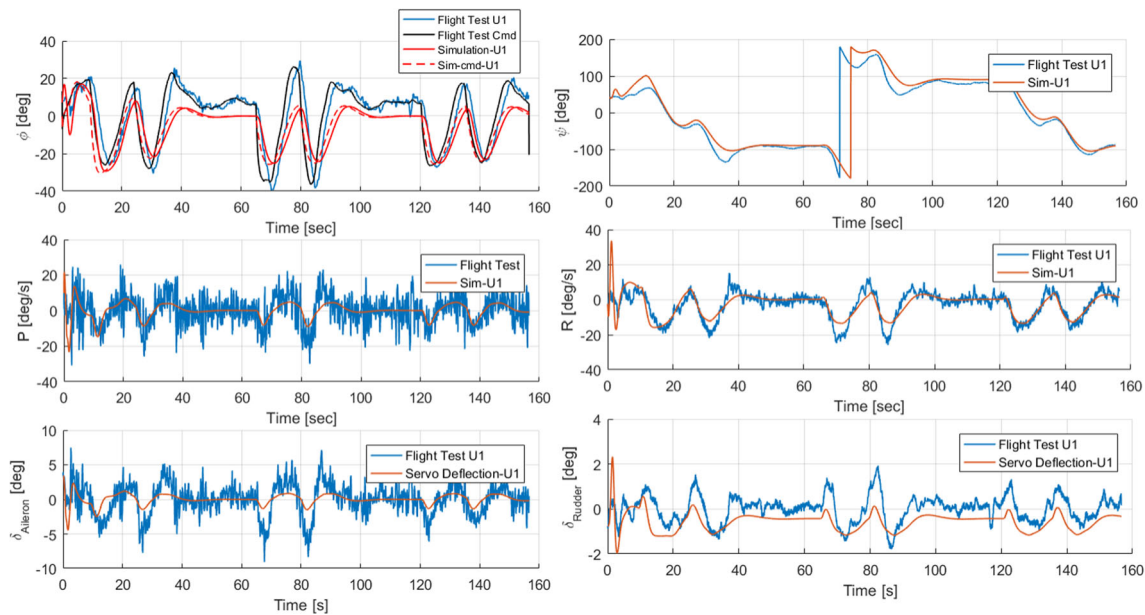 Flight Test U1
Flight Test Cmd
Simulation-U1
Sim-cmd-U1
ϕ [deg]
40
20
0
-20
-40
0 20 40 60 80 100 120 140 160
Time [sec]
Flight Test U1
Sim-U1
ψ [deg]
200
100
0
-100
-200
0 20 40 60 80 100 120 140 160
Time [sec]
Flight Test
Sim-U1
P [deg/s]
40
20
0
-20
-40
0 20 40 60 80 100 120 140 160
Time [sec]
Flight Test U1
Sim-U1
R [deg/s]
40
20
0
-20
-40
0 20 40 60 80 100 120 140 160
Time [sec]
Flight Test U1
Servo Deflection-U1
δAileron [deg]
10
5
0
-5
-10
0 20 40 60 80 100 120 140 160
Time [s]
Flight Test U1
Servo Deflection-U1
δRudder [deg]
4
2
0
-2
0 20 40 60 80 100 120 140 160
Time [s]